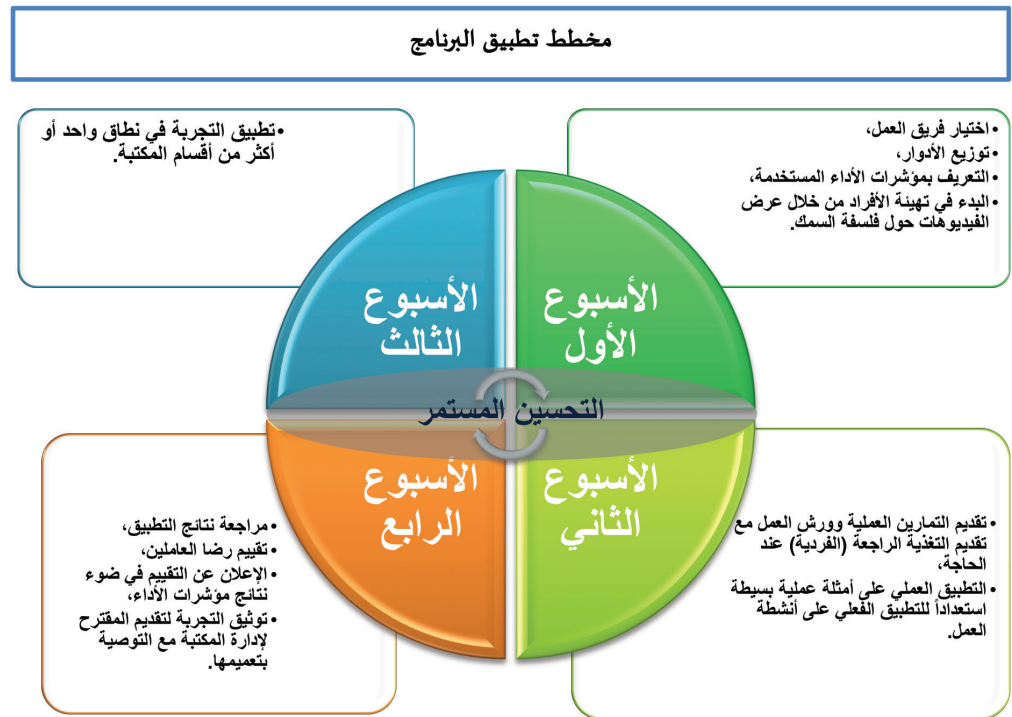 مخطط تطبيق البرنامج
•اختيار فريق العمل،
•توزيع الأدوار،
•التعريف بمؤشرات الأداء المستخدمة،
•البدء في تهيئة الأفراد من خلال عرض
الفيديوهات حول فلسفة السمك.
•تطبيق التجربة في نطاق واحد أو
أكثر من أقسام المكتبة.
الأسبوع
الأول
الأسبوع
الثالث
التحسين المستمر
الأسبوع
الثاني
الأسبوع
الرابع
•تقديم التمارين العملية وورش العمل مع
تقديم التغذية الراجعة (الفردية) عند
الحاجة،
•التطبيق العملي على أمثلة عملية بسيطة
استعداداً للتطبيق الفعلي على أنشطة
العمل.
•مراجعة نتائج التطبيق،
•تقييم رضا العاملين،
•الإعلان عن التقييم في ضوء
نتائج مؤشرات الأداء،
•توثيق التجربة لتقديم المقترح
لإدارة المكتبة مع التوصية
بتعميمها.